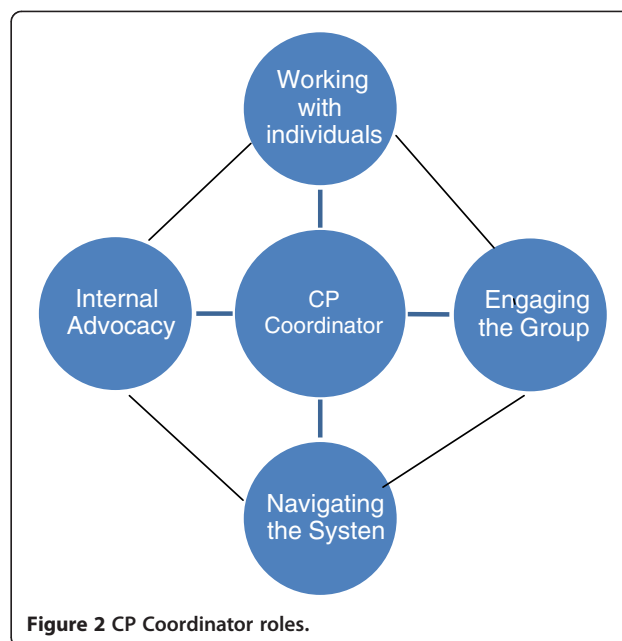 Working
with
individuals
Internal
Advocacy
CP
Coordinator
Engaging
the Group
Navigating
the Systen
Figure 2 CP Coordinator roles.